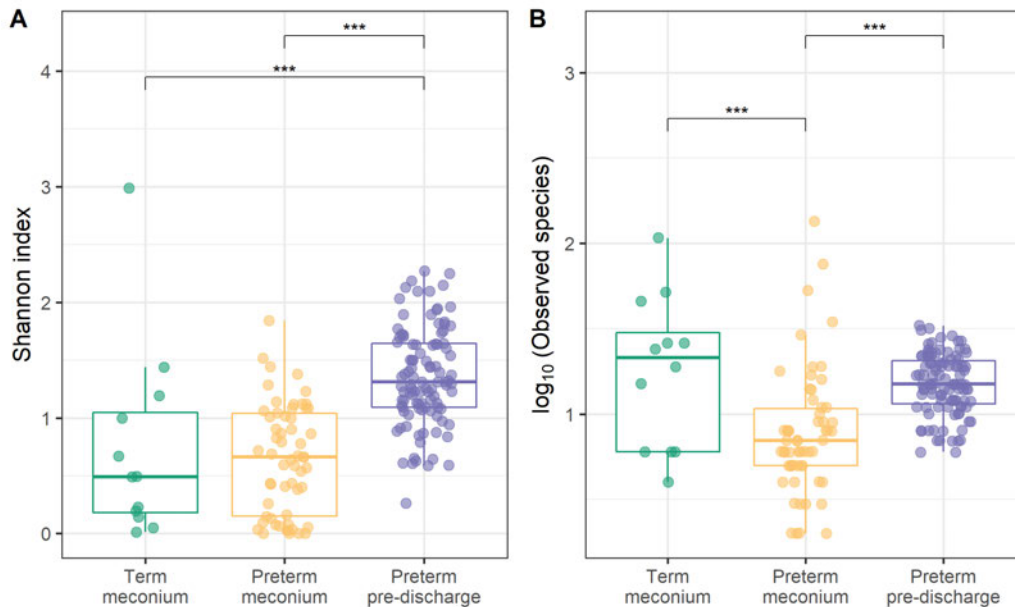 A
***
***
4
3
2
1
0
Shannon index
Term
meconium
Preterm
meconium
Preterm
pre-discharge
B
***
***
3
2
1
log10 (Observed species)
Term
meconium
Preterm
meconium
Preterm
pre-discharge